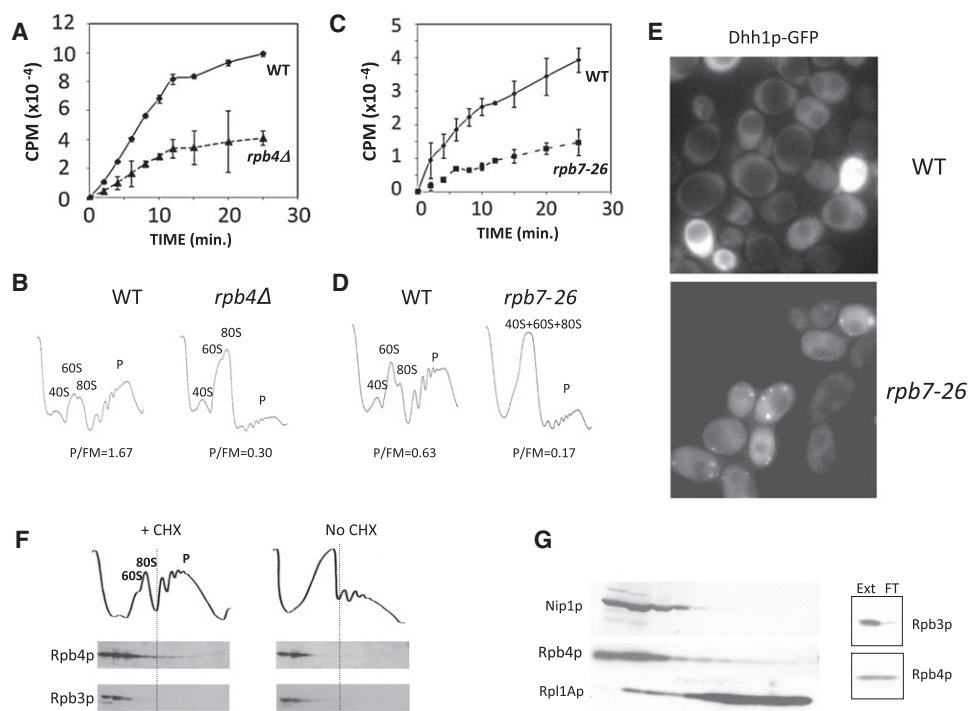 A
CPM (x10 -4)
12
10
8
6
4
2
0
WT
rpb4Δ
0 10 20 30
TIME (min.)
C
CPM (x10 -4)
5
4
3
2
1
0
WT
rpb7-26
0 10 20 30
TIME (min.)
E
Dhh1p-GFP
WT
rpb7-26
B
WT
rpb4Δ
40S
60S
80S
P
40S
60S
80S
P
P/FM=1.67
P/FM=0.30
D
WT
rpb7-26
40S
60S
80S
P
40S+60S+80S
P
P/FM=0.63
P/FM=0.17
F
+ CHX
No CHX
60S
80S
P
Rpb4p
Rpb3p
G
Nip1p
Rpb4p
Rpl1Ap
Ext FT
Rpb3p
Rpb4p